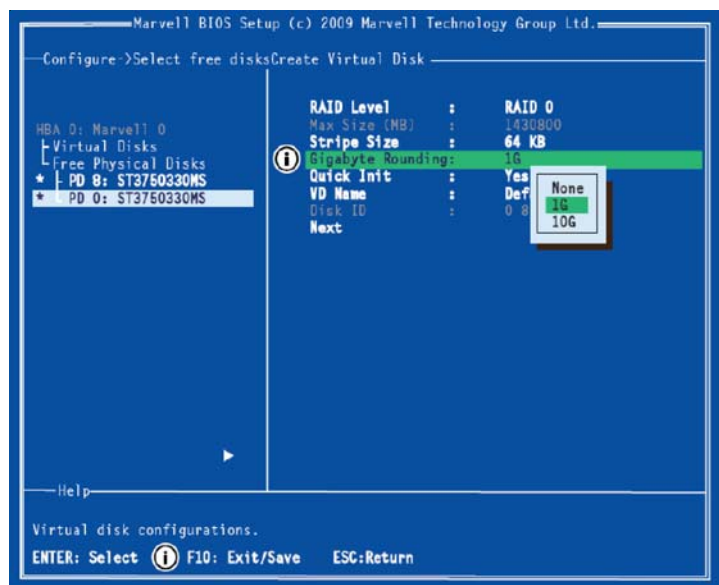 Marvell BIOS Setup (c) 2009 Marvell Technology Group Ltd.
Configure->Select free disksCreate Virtual Disk
HBA 0: Marvell 0
Virtual Disks
Free Physical Disks
* PD 8: ST3750330MS
* PD 0: ST3750330MS
RAID Level : RAID 0
Max Size (MB) : 1430800
Stripe Size : 64 KB
i Gigabyte Rounding: 1G
Quick Init : Yes
VD Name : Def
Disk ID : 0 8
Next
None
1G
10G
Help
Virtual disk configurations.
ENTER: Select i F10: Exit/Save ESC:Return